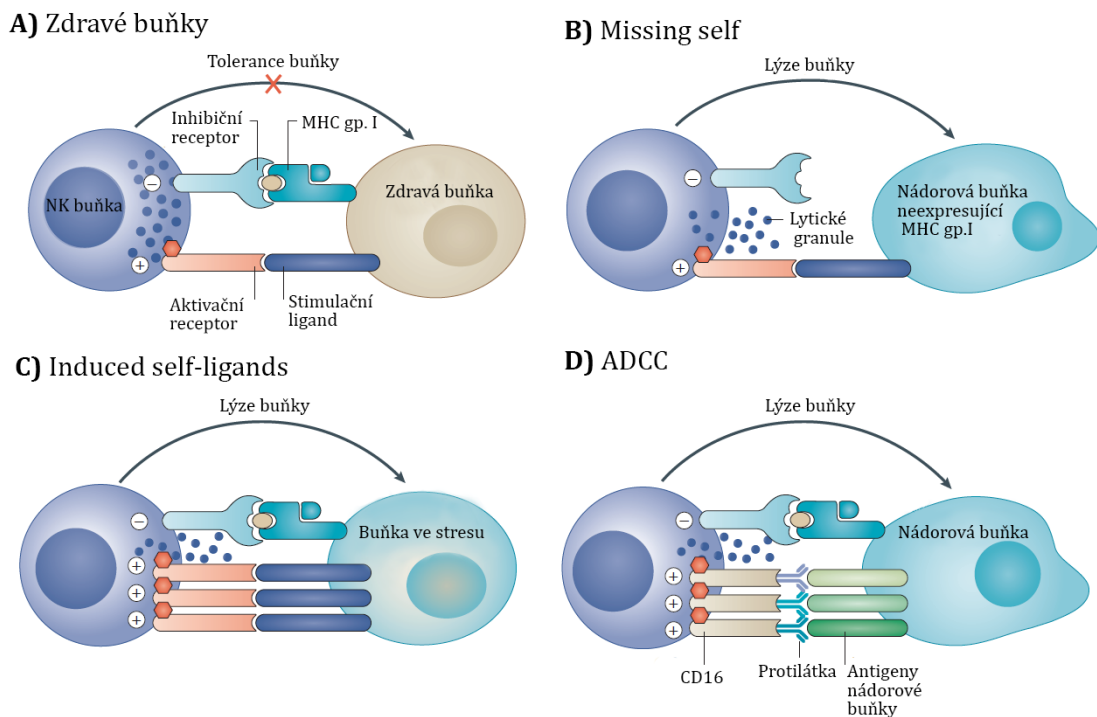 A) Zdravé buňky
Tolerance buňky
Inhibiční
receptor
MHC gp. I
NK buňka
−
Zdravá buňka
+
Aktivační
receptor
Stimulační
ligand
B) Missing self
Lýze buňky
−
Nádorová buňka
neexpresující
MHC gp.I
Lytické
granule
+
C) Induced self-ligands
Lýze buňky
−
Buňka ve stresu
+
+
+
D) ADCC
Lýze buňky
−
Nádorová buňka
+
+
+
CD16
Protilátka
Antigeny
nádorové
buňky